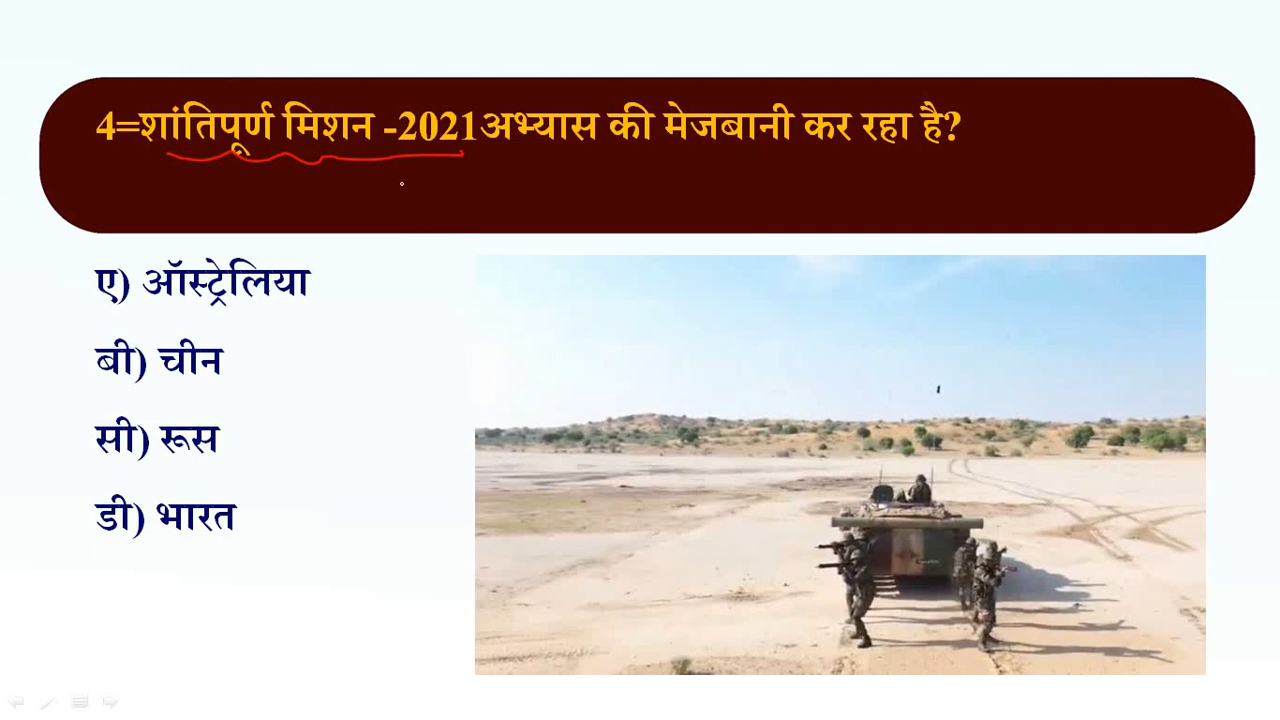 4=शांतिपूर्ण मिशन -2021अभ्यास की मेजबानी कर रहा है?
ए) ऑस्ट्रेलिया
बी) चीन
सी) रूस
डी) भारत